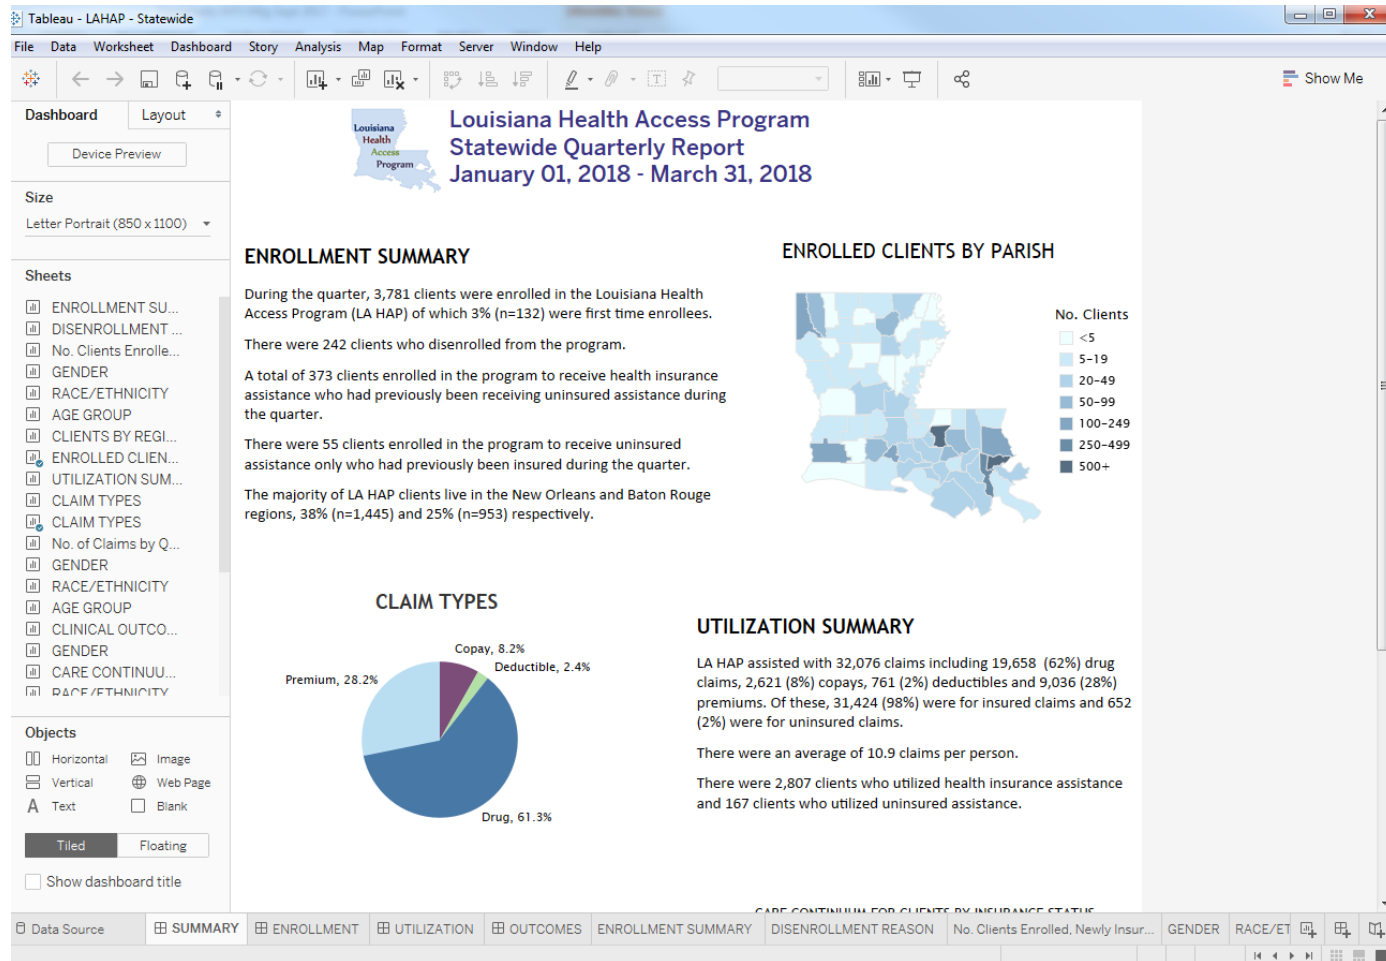 Tableau - LAHAP - Statewide
File Data Worksheet Dashboard Story Analysis Map Format Server Window Help
Show Me
Dashboard Layout
Device Preview
Size
Letter Portrait (850 x 1100)
Sheets
ENROLLMENT SU...
DISENROLLMENT ...
No. Clients Enrolle...
GENDER
RACE/ETHNICITY
AGE GROUP
CLIENTS BY REGI...
ENROLLED CLIEN...
UTILIZATION SUM...
CLAIM TYPES
CLAIM TYPES
No. of Claims by Q...
GENDER
RACE/ETHNICITY
AGE GROUP
CLINICAL OUTCO...
GENDER
CARE CONTINUU...
RACE/ETHNICITY
Objects
Horizontal Image
Vertical Web Page
A Text Blank
Tiled Floating
Show dashboard title
Louisiana
Health
Access
Program
Louisiana Health Access Program
Statewide Quarterly Report
January 01, 2018 - March 31, 2018
ENROLLMENT SUMMARY
During the quarter, 3,781 clients were enrolled in the Louisiana Health
Access Program (LA HAP) of which 3% (n=132) were first time enrollees.
There were 242 clients who disenrolled from the program.
A total of 373 clients enrolled in the program to receive health insurance
assistance who had previously been receiving uninsured assistance during
the quarter.
There were 55 clients enrolled in the program to receive uninsured
assistance only who had previously been insured during the quarter.
The majority of LA HAP clients live in the New Orleans and Baton Rouge
regions, 38% (n=1,445) and 25% (n=953) respectively.
ENROLLED CLIENTS BY PARISH
No. Clients
<5
5-19
20-49
50-99
100-249
250-499
500+
CLAIM TYPES
Copay, 8.2%
Deductible, 2.4%
Premium, 28.2%
Drug, 61.3%
UTILIZATION SUMMARY
LA HAP assisted with 32,076 claims including 19,658 (62%) drug
claims, 2,621 (8%) copays, 761 (2%) deductibles and 9,036 (28%)
premiums. Of these, 31,424 (98%) were for insured claims and 652
(2%) were for uninsured claims.
There were an average of 10.9 claims per person.
There were 2,807 clients who utilized health insurance assistance
and 167 clients who utilized uninsured assistance.
CARE CONTINUUM FOR CLIENTS BY INSURANCE STATUS
Data Source SUMMARY ENROLLMENT UTILIZATION OUTCOMES ENROLLMENT SUMMARY DISENROLLMENT REASON No. Clients Enrolled, Newly Insur... GENDER RACE/ET